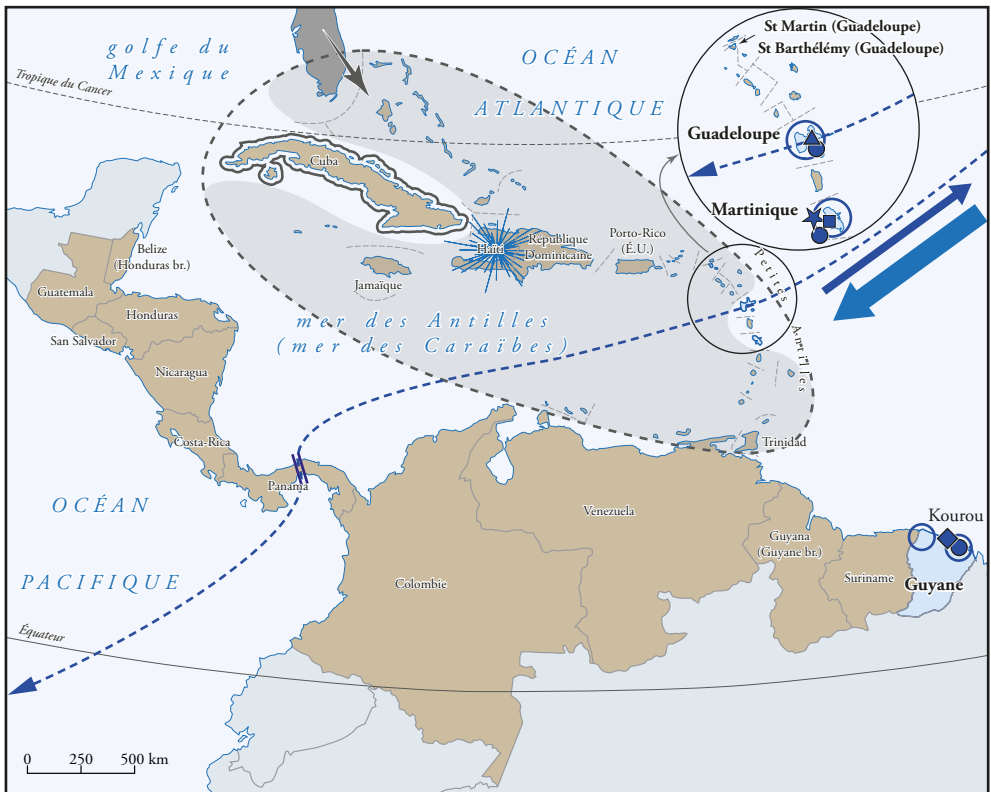 St Martin (Guadeloupe)
St Barthélémy (Guadeloupe)
golfe du
Mexique
OCÉAN
ATLANTIQUE
Tropique du Cancer
Guadeloupe
Cuba
Martinique
Belize
(Honduras br.)
Haïti
République
Dominicaine
Porto-Rico
(É.U.)
Petites Antilles
Guatemala
Jamaïque
Honduras
San Salvador
mer des Antilles
(mer des Caraïbes)
Nicaragua
Costa-Rica
Trinidad
Panama
OCÉAN
PACIFIQUE
Venezuela
Kourou
Guyana
(Guyane br.)
Colombie
Suriname
Guyane
Équateur
0 250 500 km